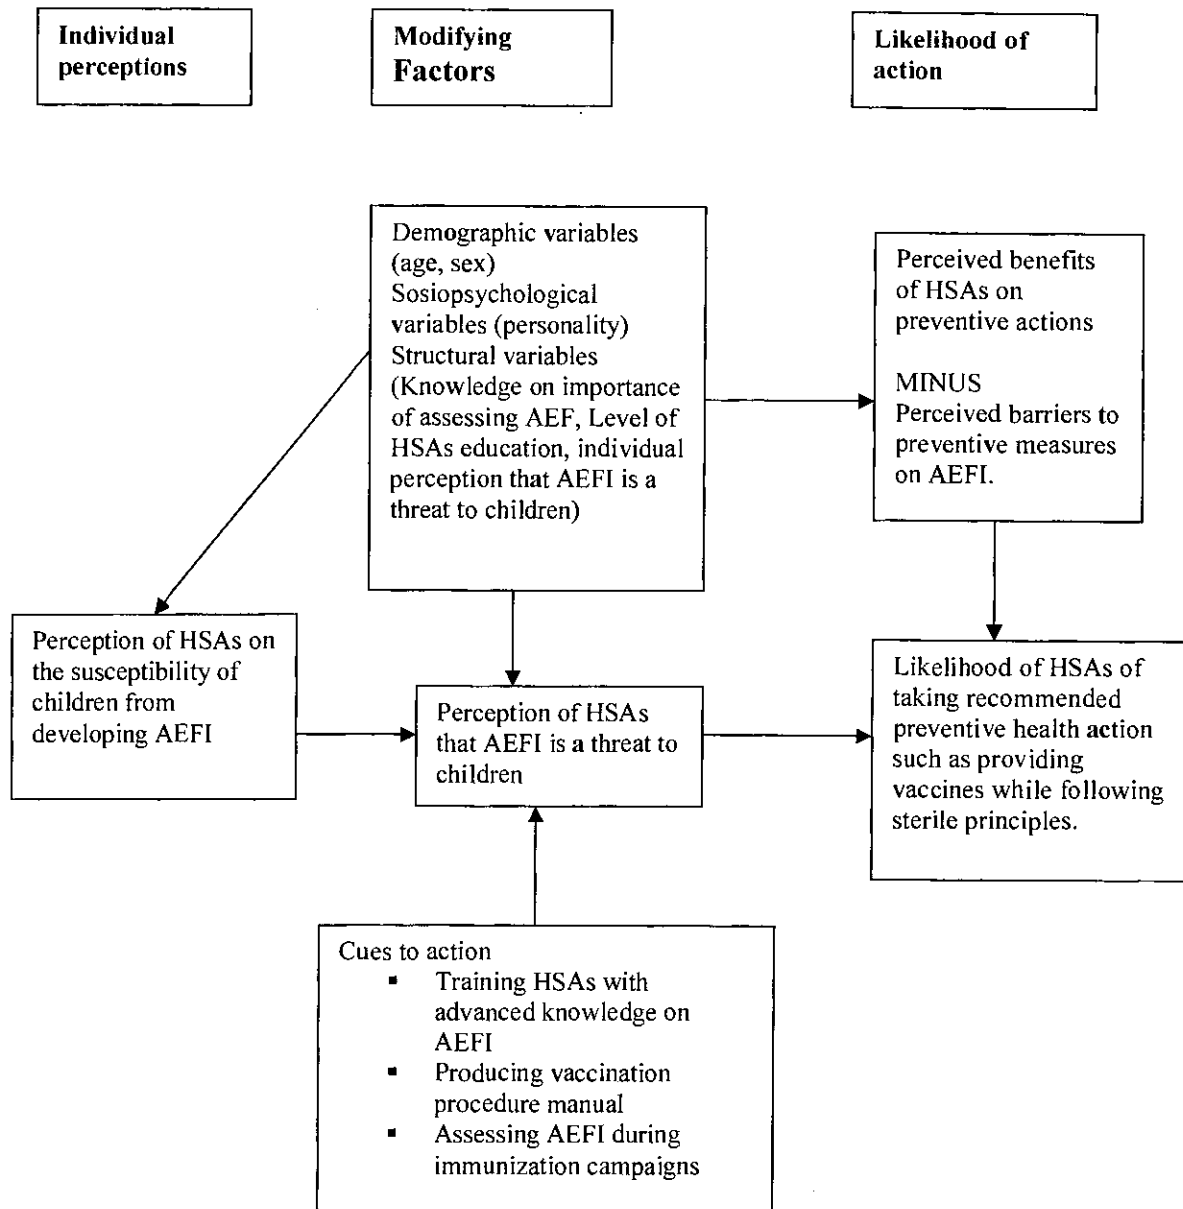 Individual
perceptions
Modifying
Factors
Likelihood of
action
Demographic variables
(age, sex)
Sosiopsychological
variables (personality)
Structural variables
(Knowledge on importance
of assessing AEF, Level of
HSAs education, individual
perception that AEFI is a
threat to children)
Perceived benefits
of HSAs on
preventive actions
MINUS
Perceived barriers to
preventive measures
on AEFI.
Perception of HSAs on
the susceptibility of
children from
developing AEFI
Perception of HSAs
that AEFI is a threat to
children
Likelihood of HSAs of
taking recommended
preventive health action
such as providing
vaccines while following
sterile principles.
Cues to action
▪ Training HSAs with
advanced knowledge on
AEFI
▪ Producing vaccination
procedure manual
▪ Assessing AEFI during
immunization campaigns